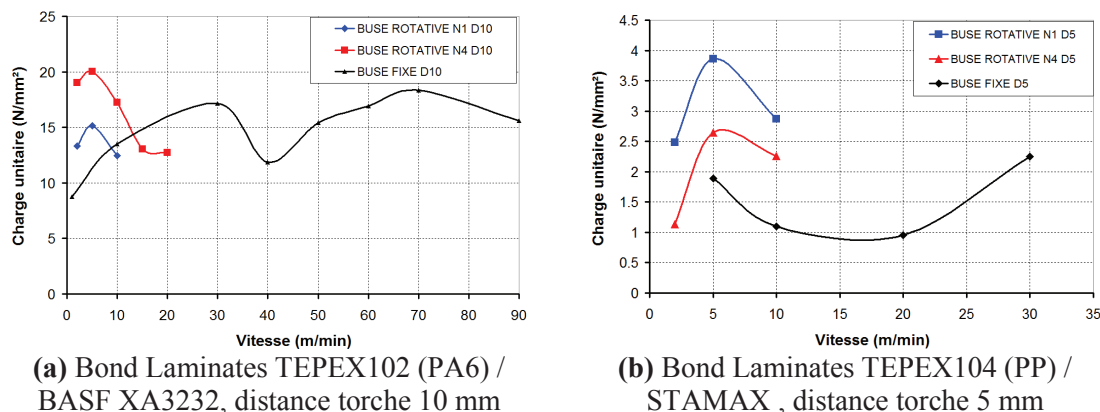 25
20
15
10
5
0
0 10 20 30 40 50 60 70 80 90
Charge unitaire (N/mm²)
Vitesse (m/min)
BUSE ROTATIVE N1 D10
BUSE ROTATIVE N4 D10
BUSE FIXE D10
(a) Bond Laminates TEPEX102 (PA6) /
BASF XA3232, distance torche 10 mm
4.5
4
3.5
3
2.5
2
1.5
1
0.5
0
0 5 10 15 20 25 30 35
Charge unitaire (N/mm²)
Vitesse (m/min)
BUSE ROTATIVE N1 D5
BUSE ROTATIVE N4 D5
BUSE FIXE D5
(b) Bond Laminates TEPEX104 (PP) /
STAMAX , distance torche 5 mm